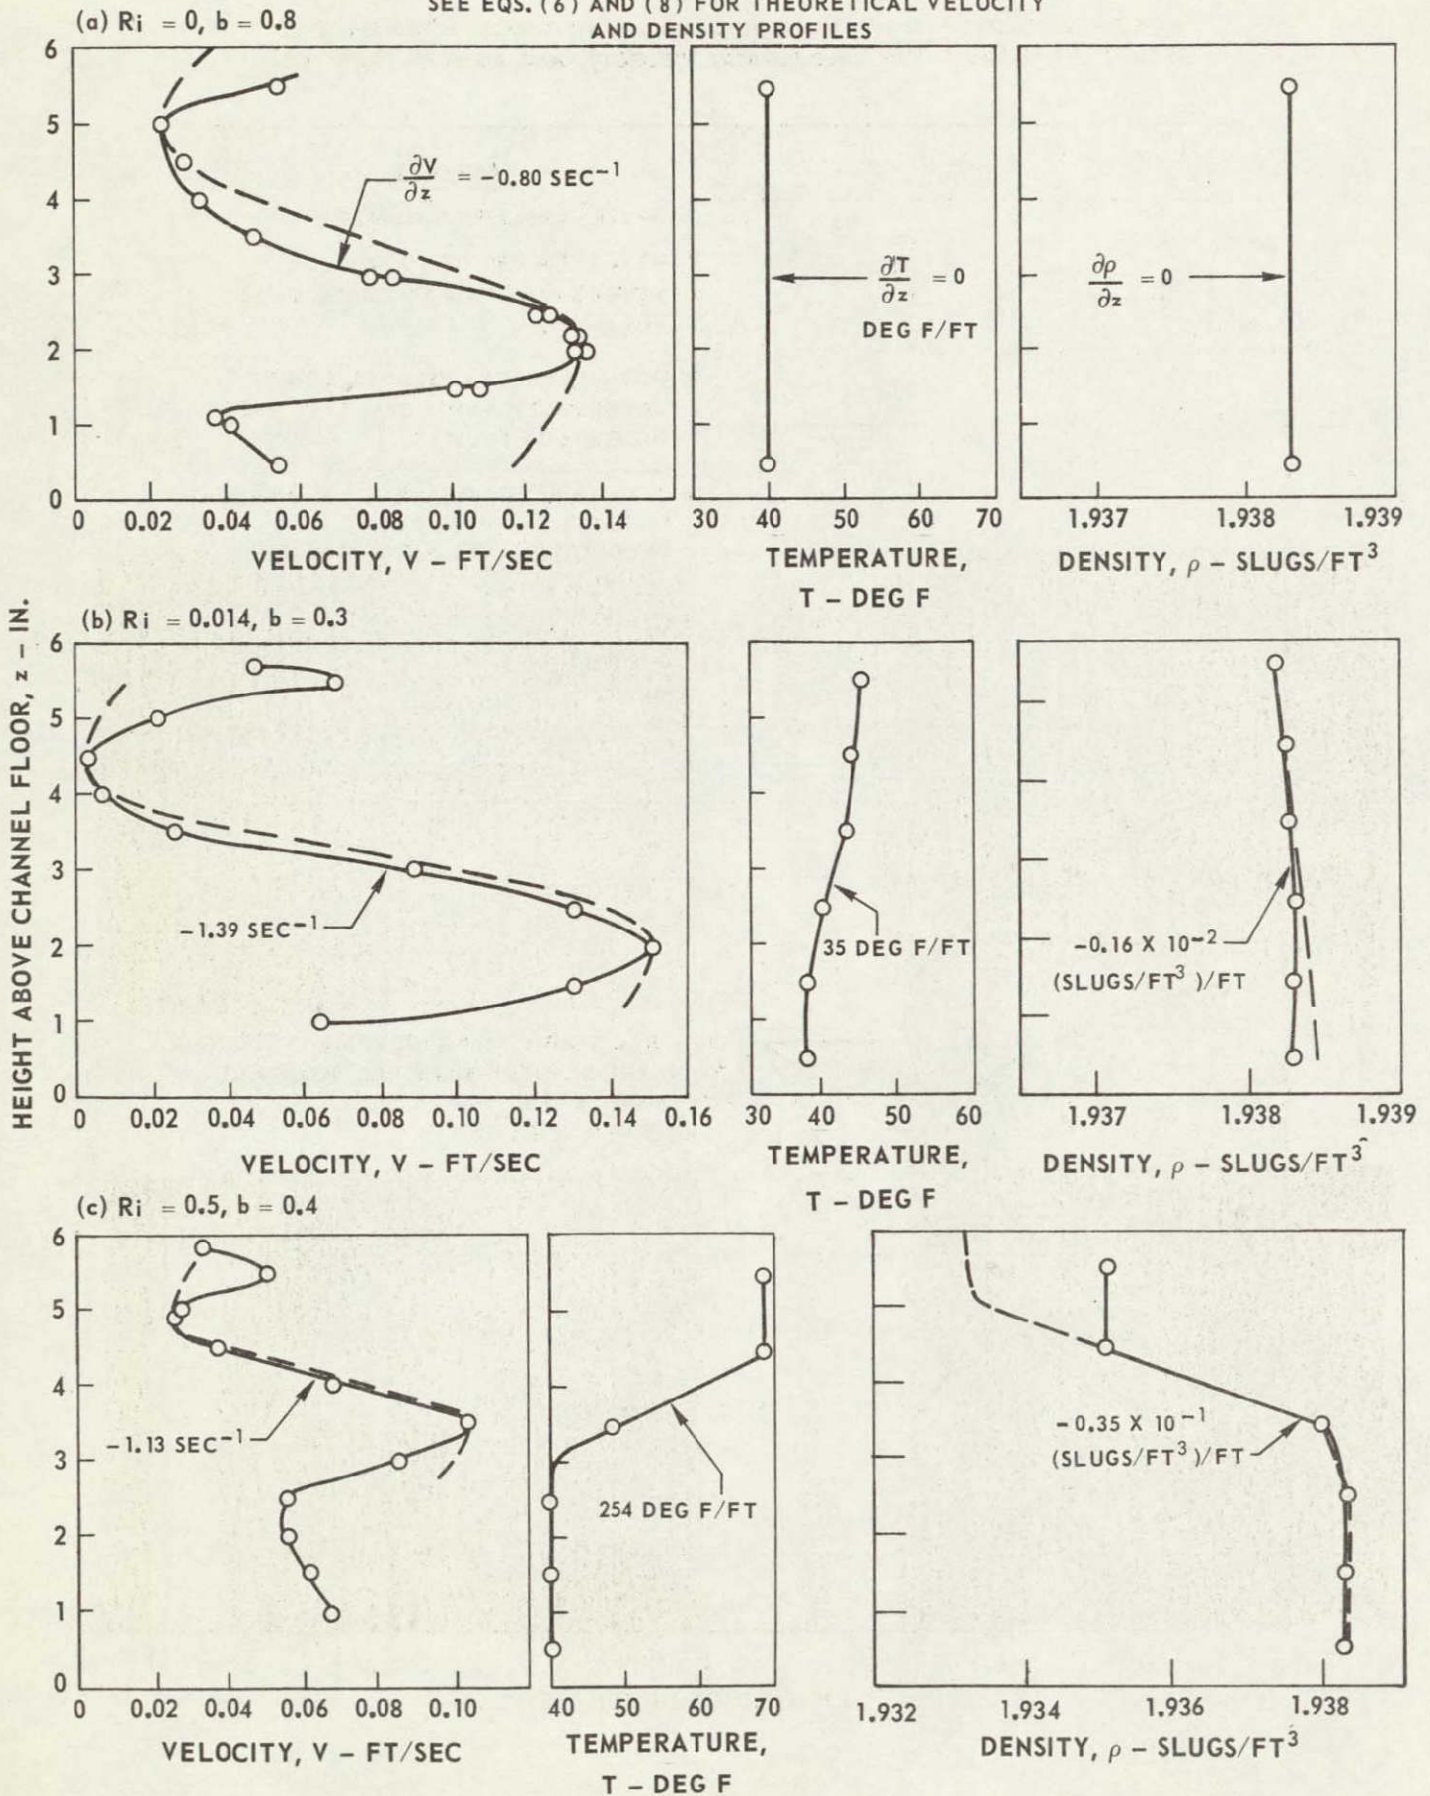 SEE EQS. (6) AND (8) FOR THEORETICAL VELOCITY
AND DENSITY PROFILES
(a) Ri = 0, b = 0.8
6
5
4
3
2
1
0
∂V/∂z = -0.80 SEC⁻¹
∂T/∂z = 0
DEG F/FT
∂ρ/∂z = 0
0 0.02 0.04 0.06 0.08 0.10 0.12 0.14
30 40 50 60 70
1.937 1.938 1.939
VELOCITY, V – FT/SEC
TEMPERATURE,
T – DEG F
DENSITY, ρ – SLUGS/FT³
HEIGHT ABOVE CHANNEL FLOOR, z – IN.
(b) Ri = 0.014, b = 0.3
6
5
4
3
2
1
0
-1.39 SEC⁻¹
35 DEG F/FT
-0.16 X 10⁻²
(SLUGS/FT³)/FT
0 0.02 0.04 0.06 0.08 0.10 0.12 0.14 0.16
30 40 50 60
1.937 1.938 1.939
VELOCITY, V – FT/SEC
TEMPERATURE,
T – DEG F
DENSITY, ρ – SLUGS/FT³
(c) Ri = 0.5, b = 0.4
6
5
4
3
2
1
0
-1.13 SEC⁻¹
254 DEG F/FT
-0.35 X 10⁻¹
(SLUGS/FT³)/FT
0 0.02 0.04 0.06 0.08 0.10
40 50 60 70
1.932 1.934 1.936 1.938
VELOCITY, V – FT/SEC
TEMPERATURE,
T – DEG F
DENSITY, ρ – SLUGS/FT³